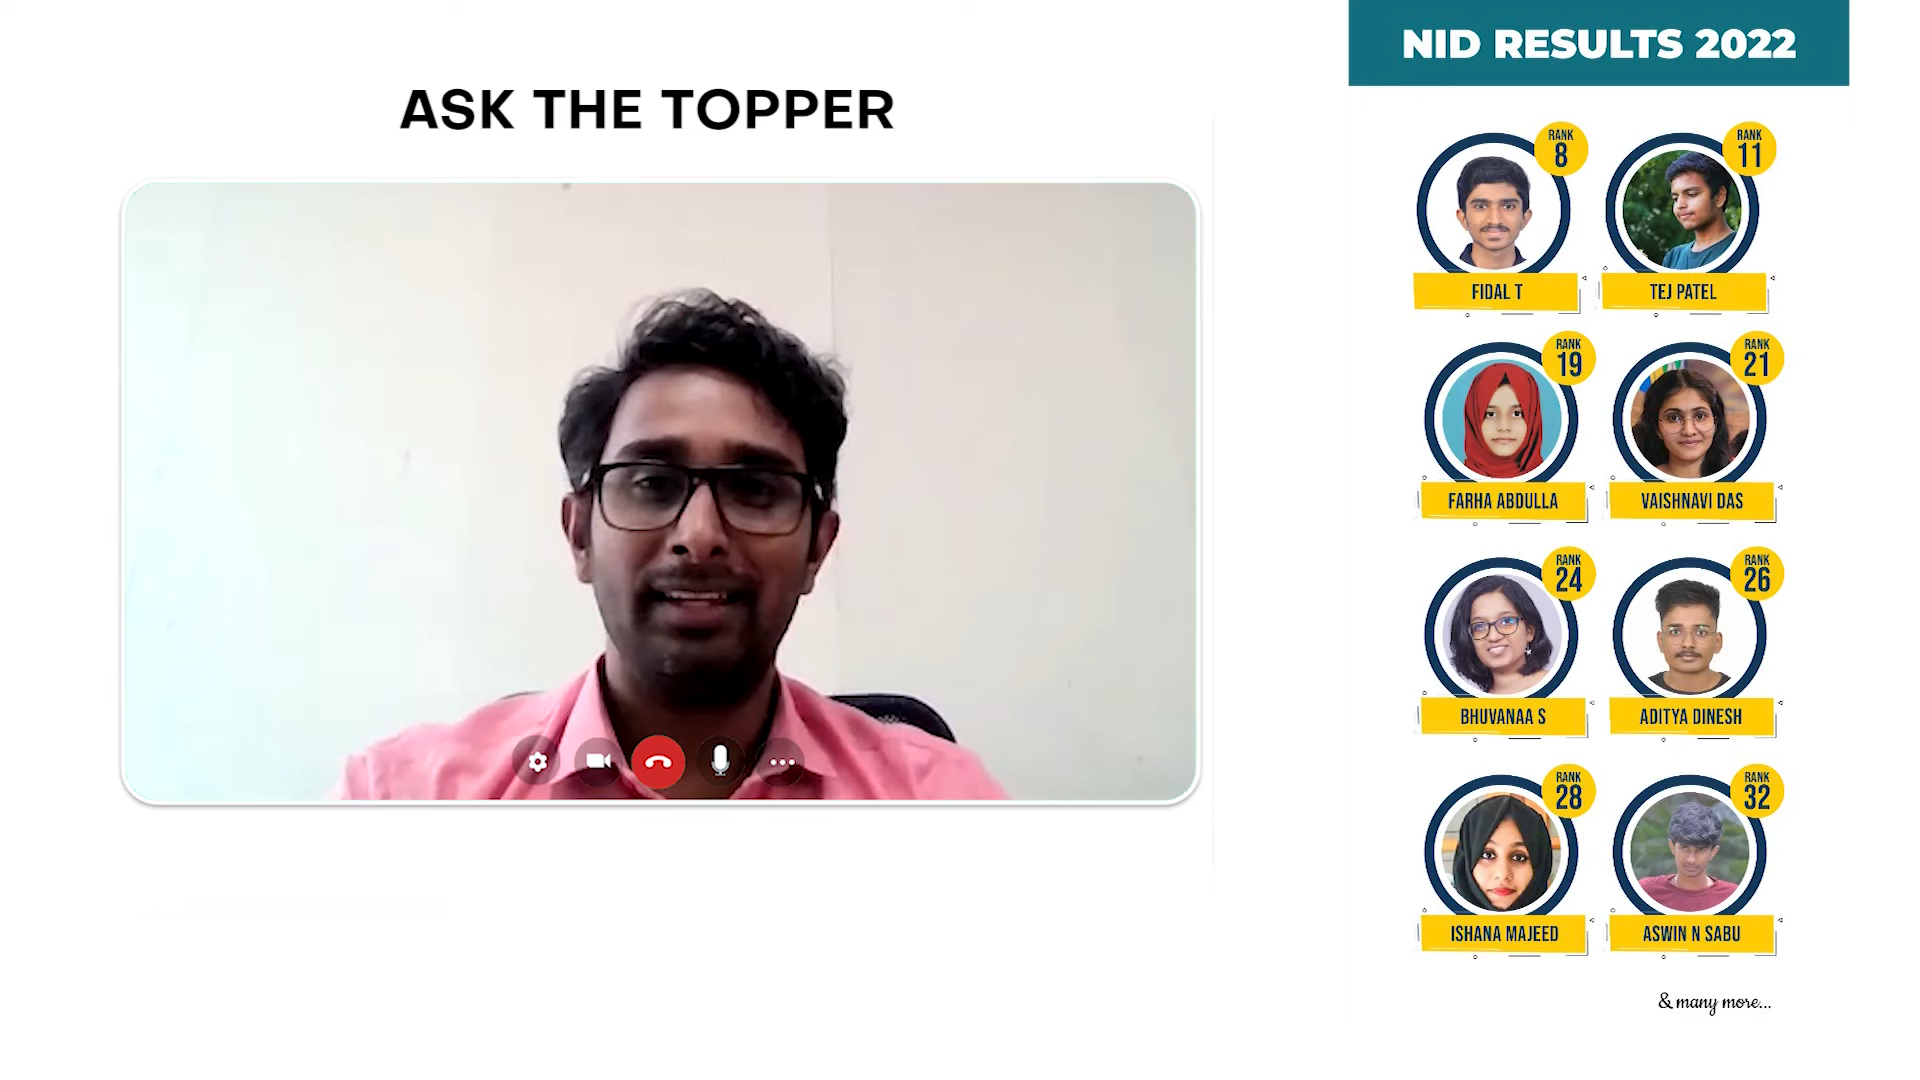 ASK THE TOPPER
NID RESULTS 2022
RANK
8
RANK
11
FIDAL T
TEJ PATEL
RANK
19
RANK
21
FARHA ABDULLA
VAISHNAVI DAS
RANK
24
RANK
26
BHUVANAA S
ADITYA DINESH
RANK
28
RANK
32
ISHANA MAJEED
ASWIN N SABU
& many more...